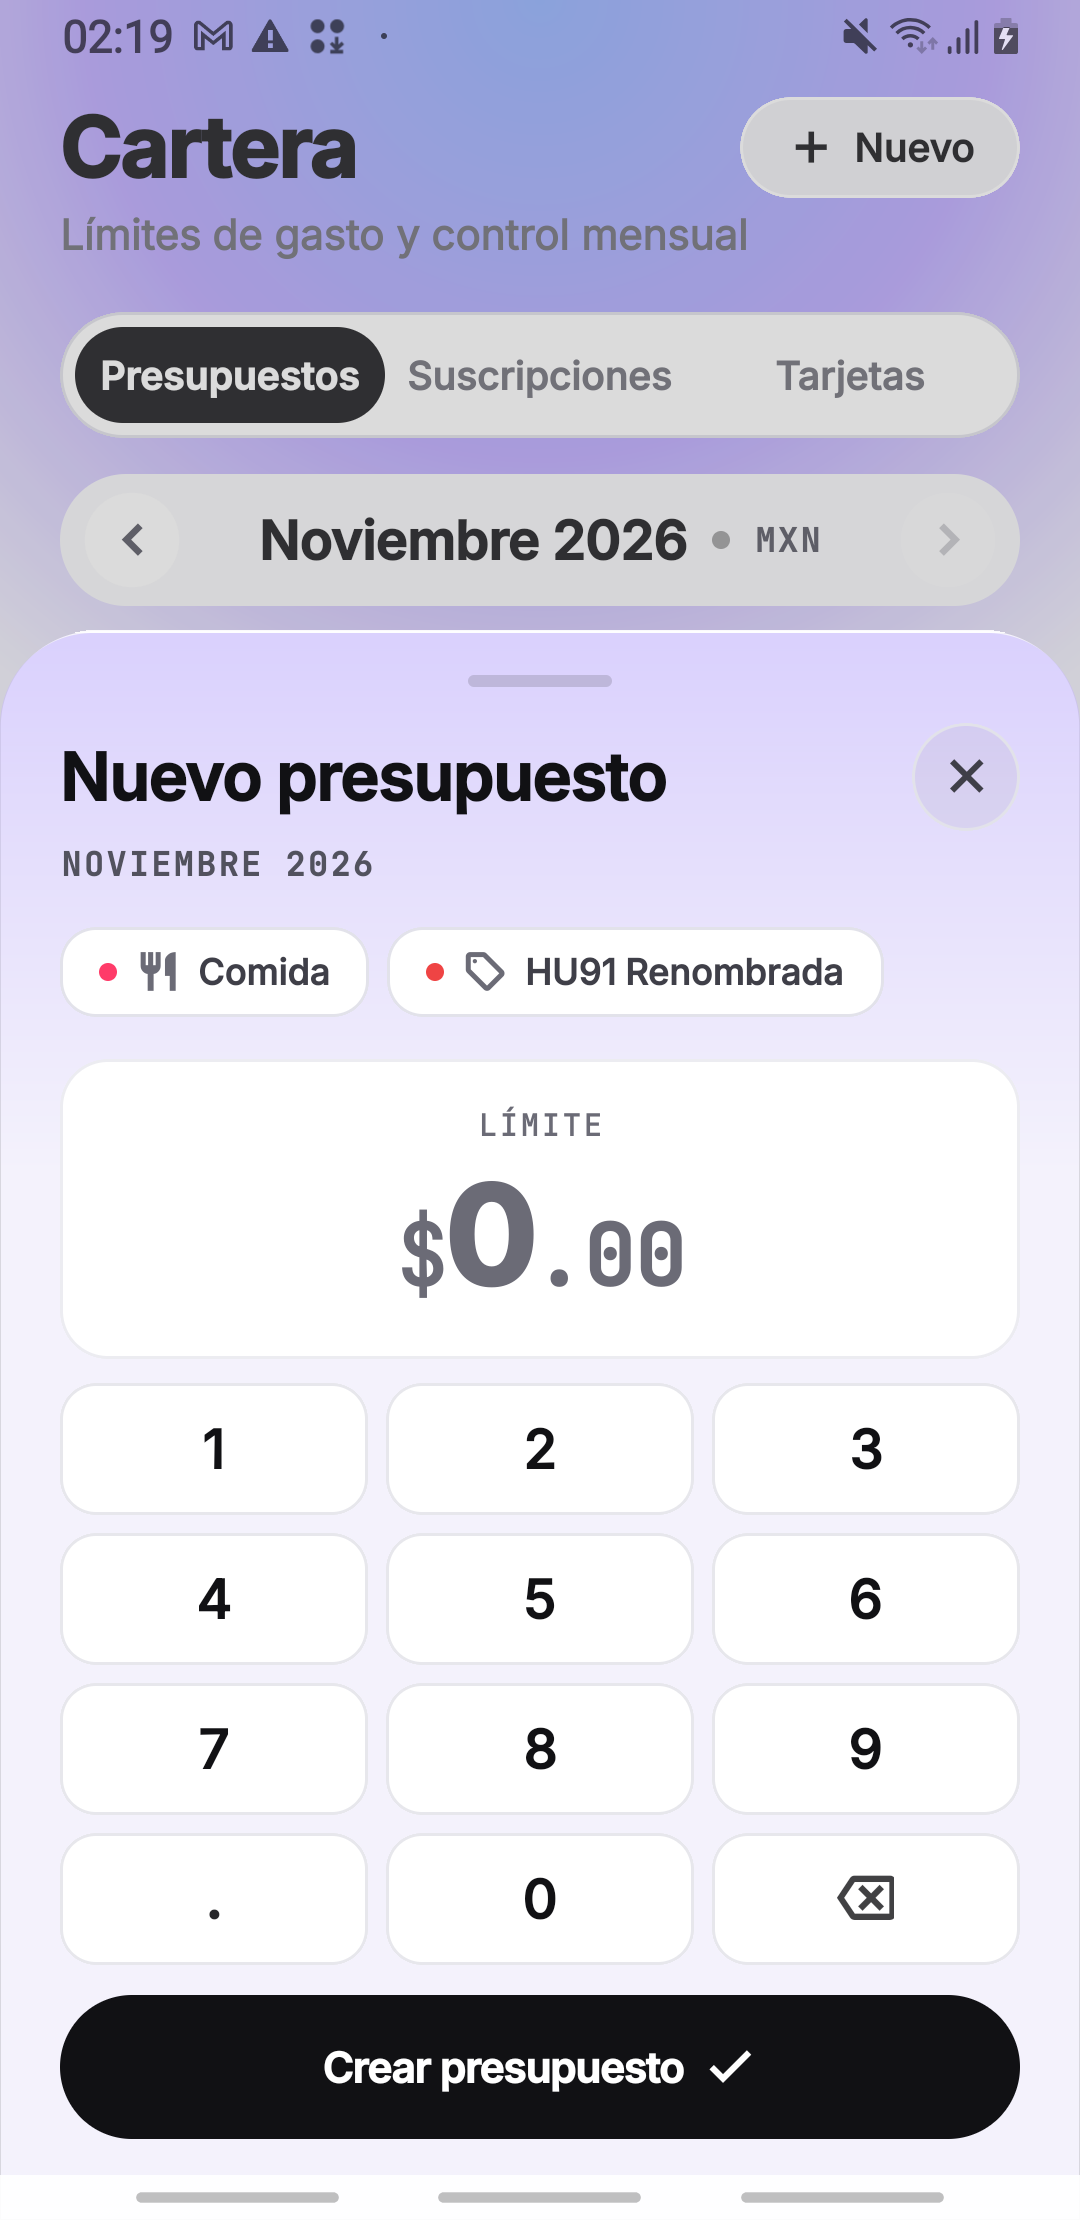 02:19
Cartera
+ Nuevo
Límites de gasto y control mensual
Presupuestos Suscripciones Tarjetas
Noviembre 2026 • MXN
Nuevo presupuesto
NOVIEMBRE 2026
Comida HU91 Renombrada
LÍMITE
$0.00
1 2 3
4 5 6
7 8 9
. 0
Crear presupuesto